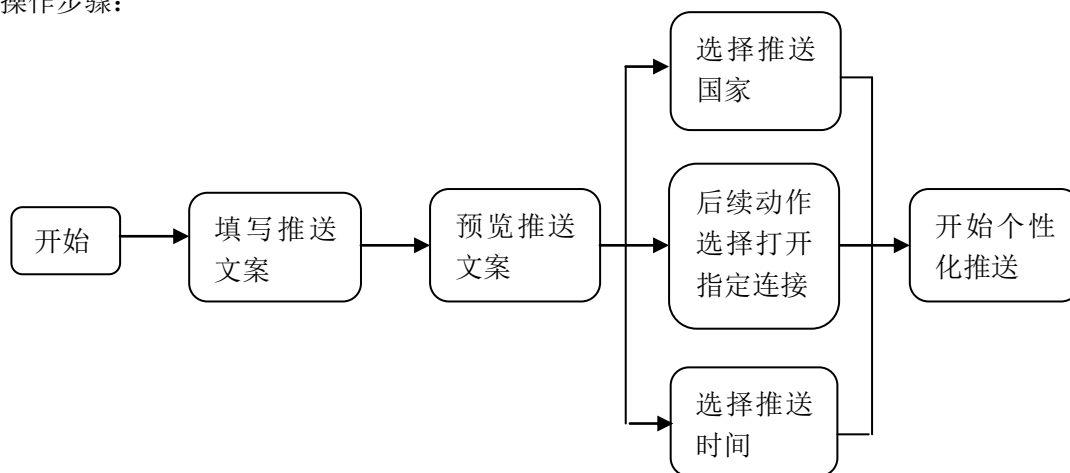 操作步骤：
选择推送
国家
开始
填写推送
文案
预览推送
文案
后续动作
选择打开
指定连接
开始个性
化推送
选择推送
时间